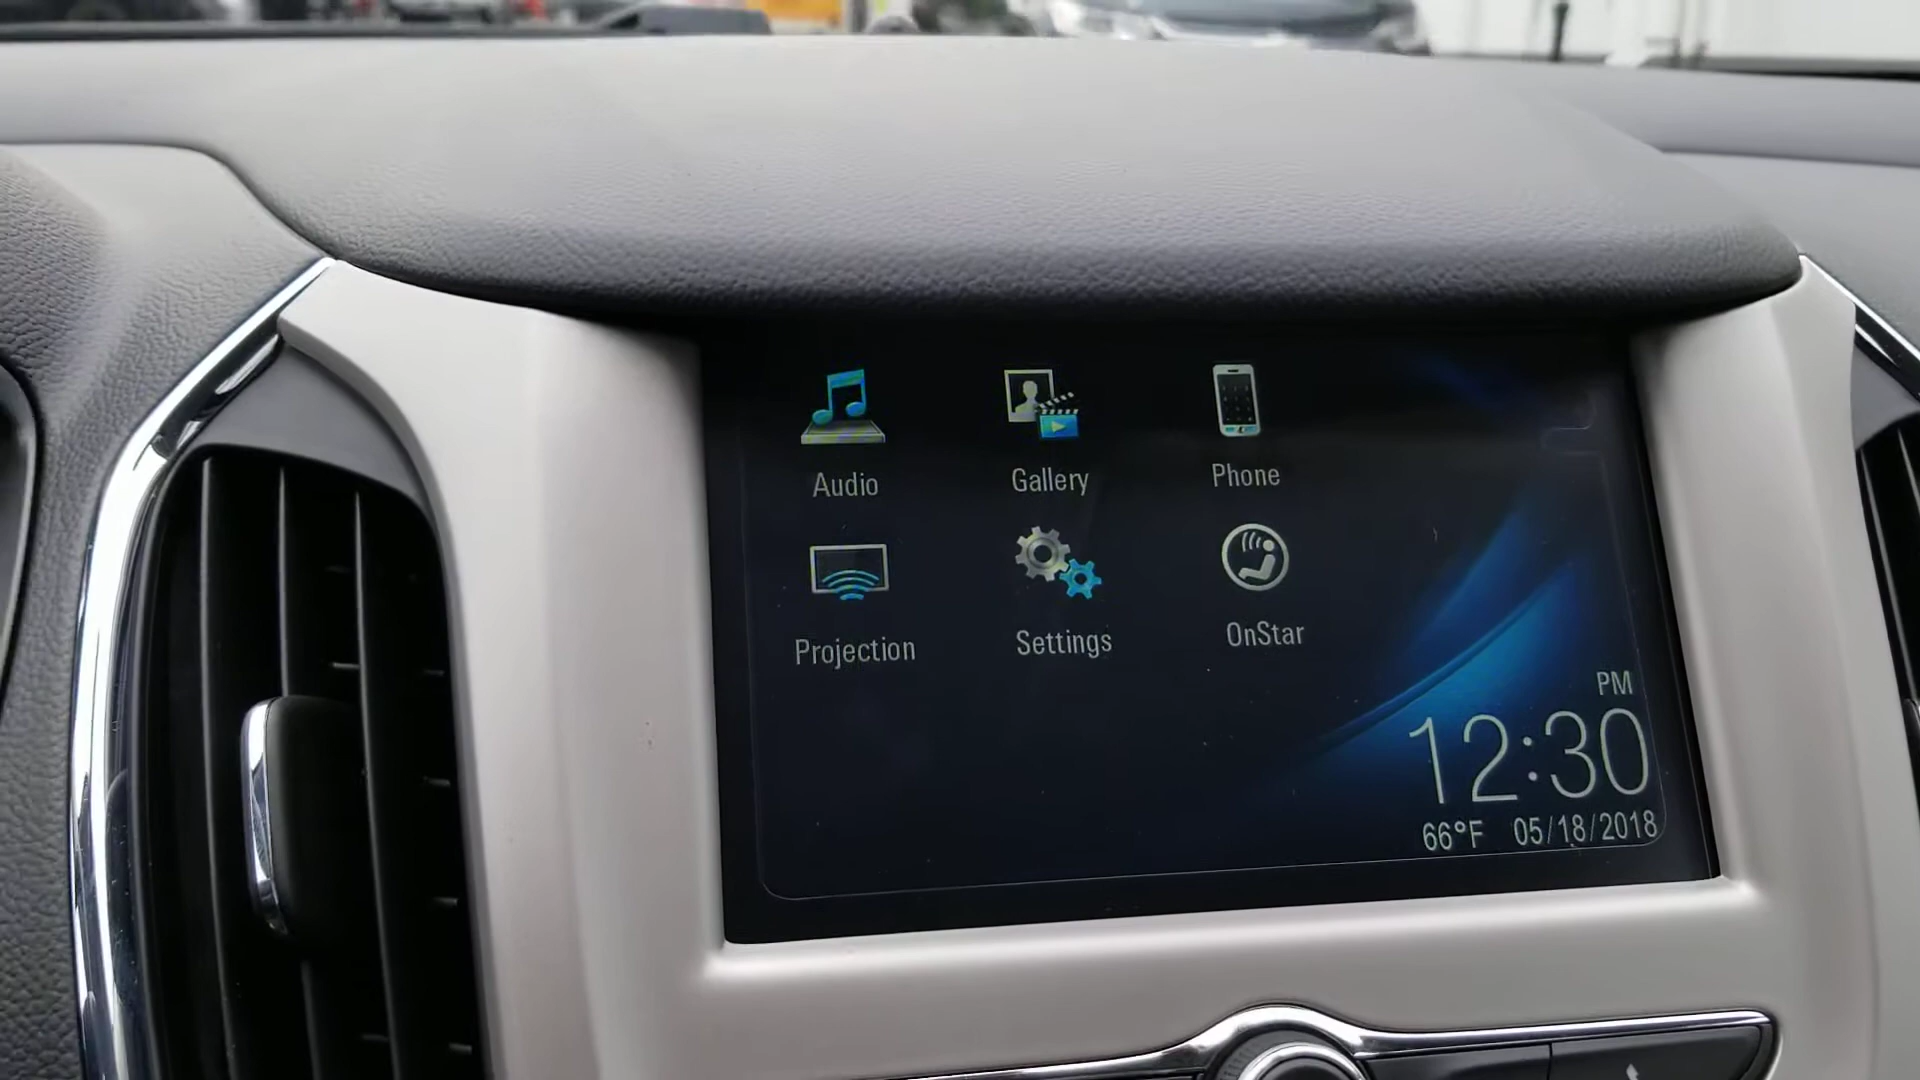 Audio Gallery Phone
Projection Settings OnStar
PM
12:30
66°F 05/18/2018